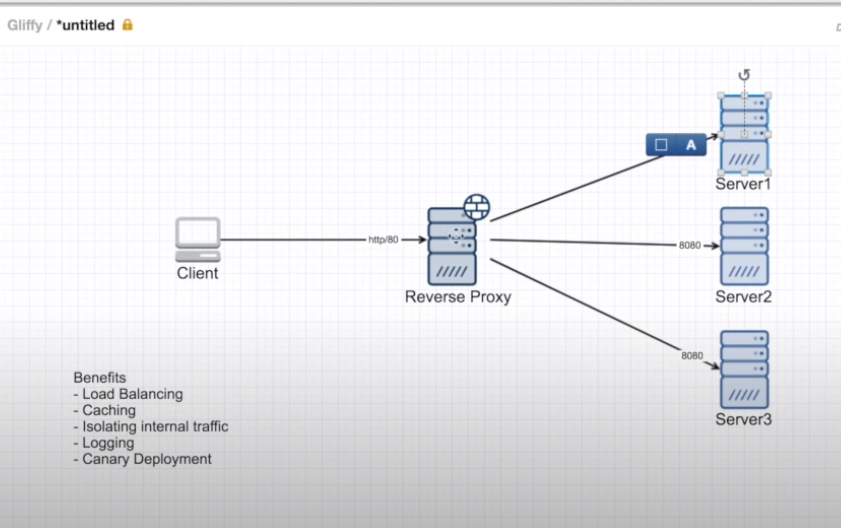 Gliffy / *untitled
A
Server1
http/80
8080
Client
Reverse Proxy
Server2
8080
Server3
Benefits
- Load Balancing
- Caching
- Isolating internal traffic
- Logging
- Canary Deployment